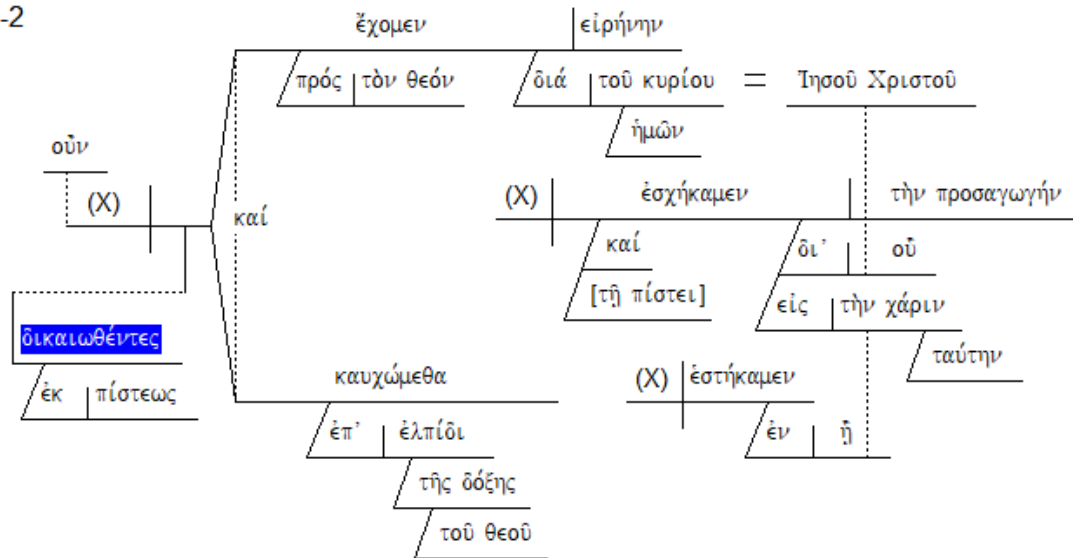 -2
ἔχομεν εἰρήνην
πρός τὸν θεόν διά τοῦ κυρίου = Ἰησοῦ Χριστοῦ
ἡμῶν
οὖν
(X)
καί
(X) ἐσχήκαμεν τὴν προσαγωγήν
καί δι' οὗ
[τῇ πίστει] εἰς τὴν χάριν
ταύτην
δικαιωθέντες
ἐκ πίστεως
καυχώμεθα (X) ἑστήκαμεν
ἐπ' ἐλπίδι ἐν ᾗ
τῆς δόξης
τοῦ θεοῦ